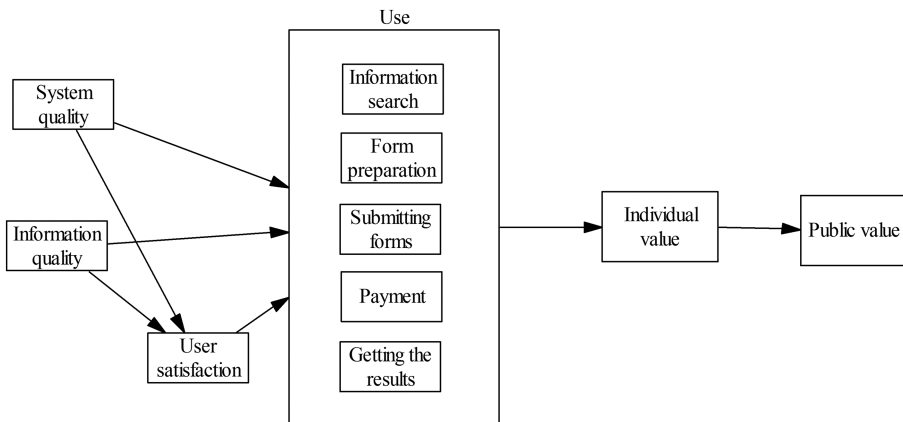 Use
System
quality
Information
quality
User
satisfaction
Information
search
Form
preparation
Submitting
forms
Payment
Getting the
results
Individual
value
Public value